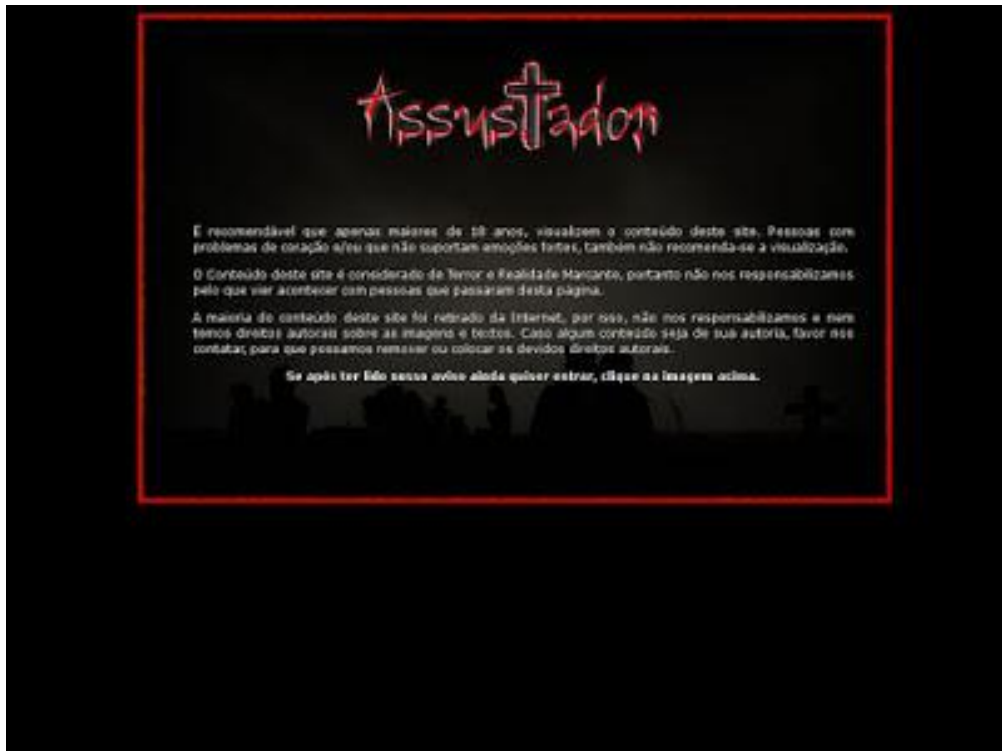 Assustador
É recomendável que apenas maiores de 18 anos, visualizem o conteúdo deste site. Pessoas com
problemas de coração e/ou que não suportam emoções fortes, também não recomenda-se a visualização.
O Conteúdo deste site é considerado de Terror e Realidade Marcante, portanto não nos responsabilizamos
pelo que vier acontecer com pessoas que passaram desta página.
A maioria do conteúdo deste site foi retirado da Internet, por isso, não nos responsabilizamos e nem
temos direitos autorais sobre as imagens e textos. Caso algum conteúdo seja de sua autoria, favor nos
contatar, para que possamos remover ou colocar os devidos direitos autorais.
Se após ter lido nosso aviso ainda quiser entrar, clique na imagem acima.